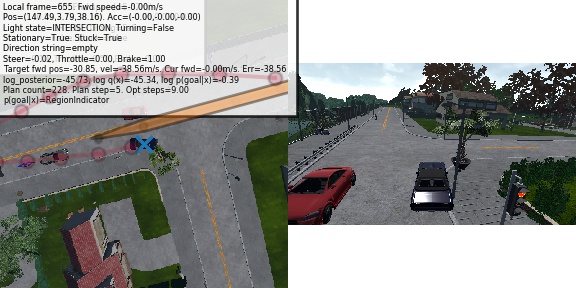 Local frame=655: Fwd speed=-0.00m/s
Pos=(147.49,3.79,38.16). Acc=(-0.00,-0.00,-0.00)
Light state=INTERSECTION. Turning=False
Stationary=True. Stuck=True
Direction string=empty
Steer=-0.02, Throttle=0.00, Brake=1.00
Target fwd pos=-30.85, vel=-38.56m/s. Cur fwd=-0.00m/s. Err=-38.56
log_posterior=-45.73, log q(x)=-45.34, log p(goal|x)=-0.39
Plan count=228. Plan step=5. Opt steps=9.00
p(goal|x)=RegionIndicator